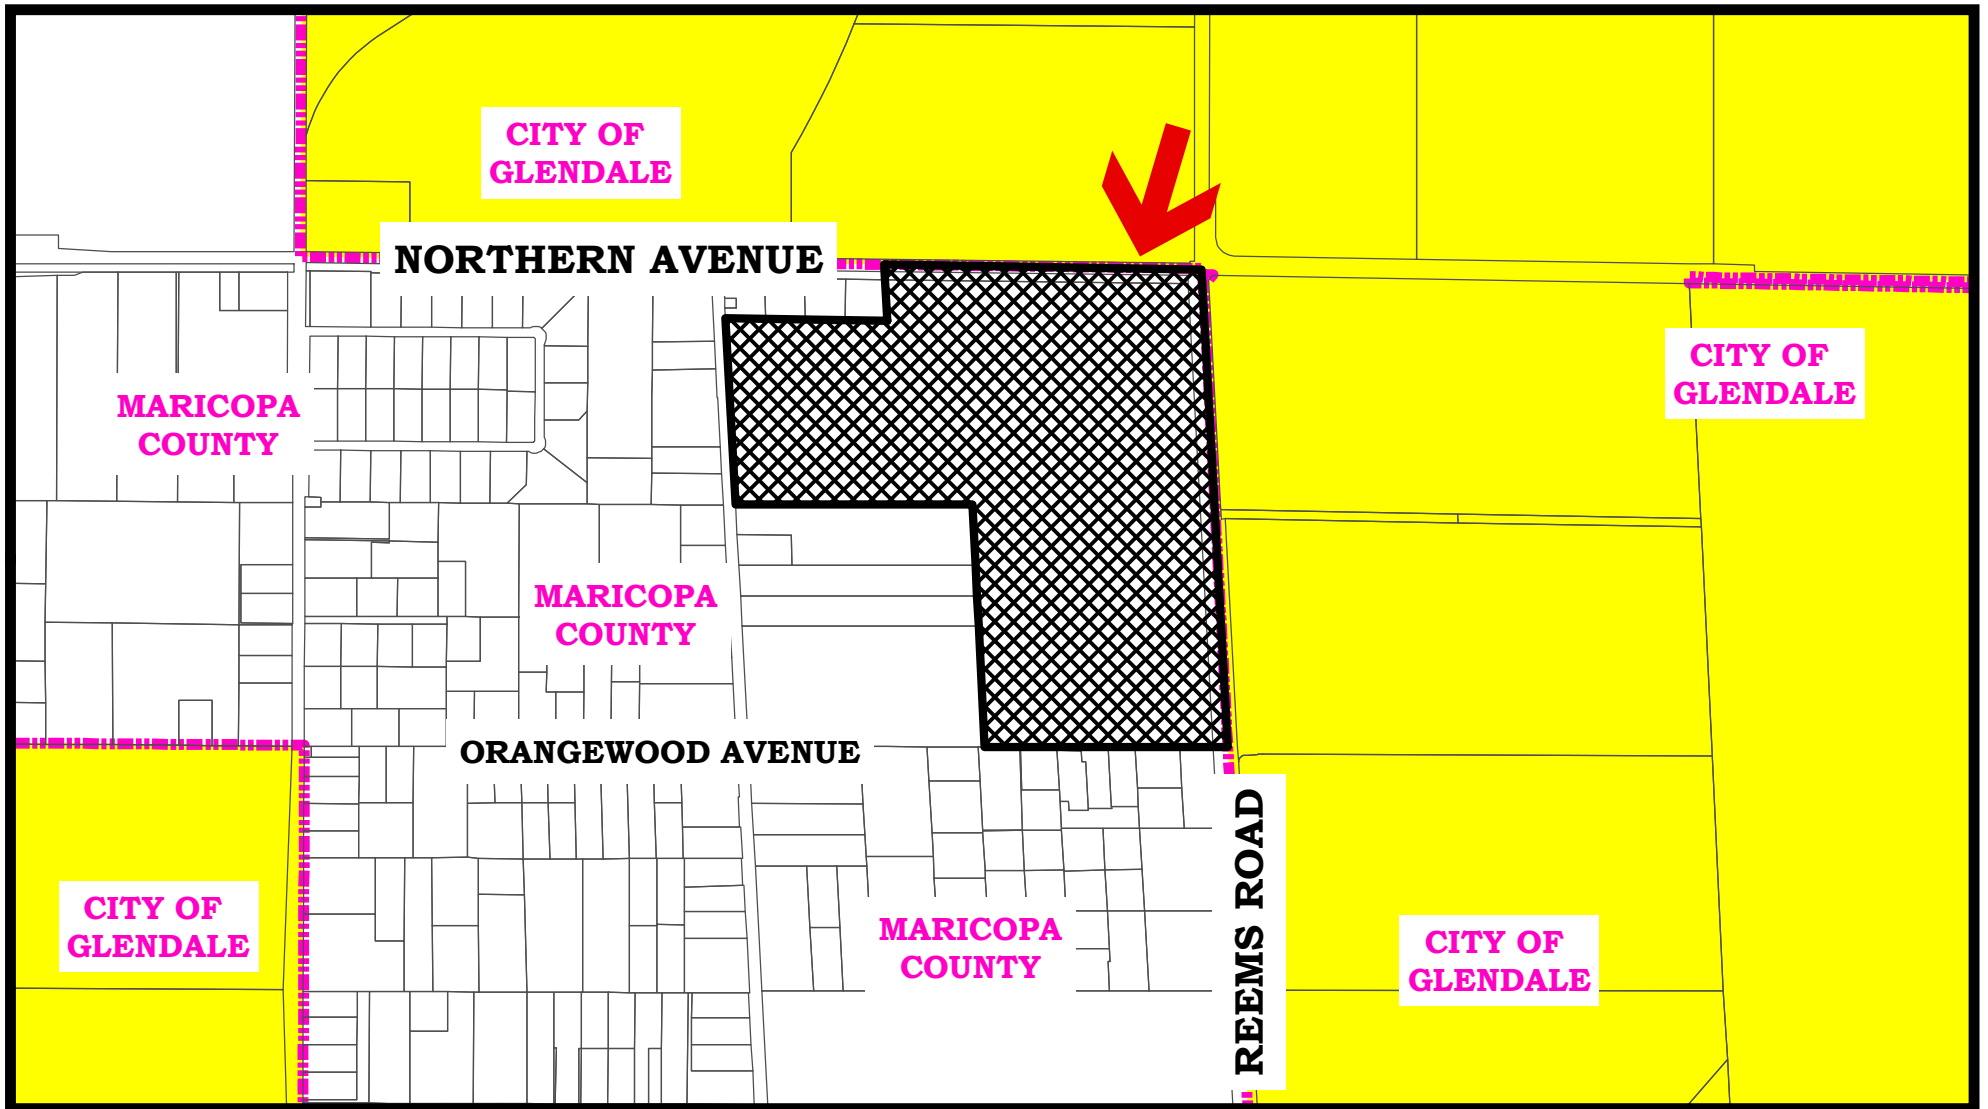 CITY OF
GLENDALE
NORTHERN AVENUE
CITY OF
GLENDALE
MARICOPA
COUNTY
MARICOPA
COUNTY
ORANGEWOOD AVENUE
REEMS ROAD
CITY OF
GLENDALE
MARICOPA
COUNTY
CITY OF
GLENDALE